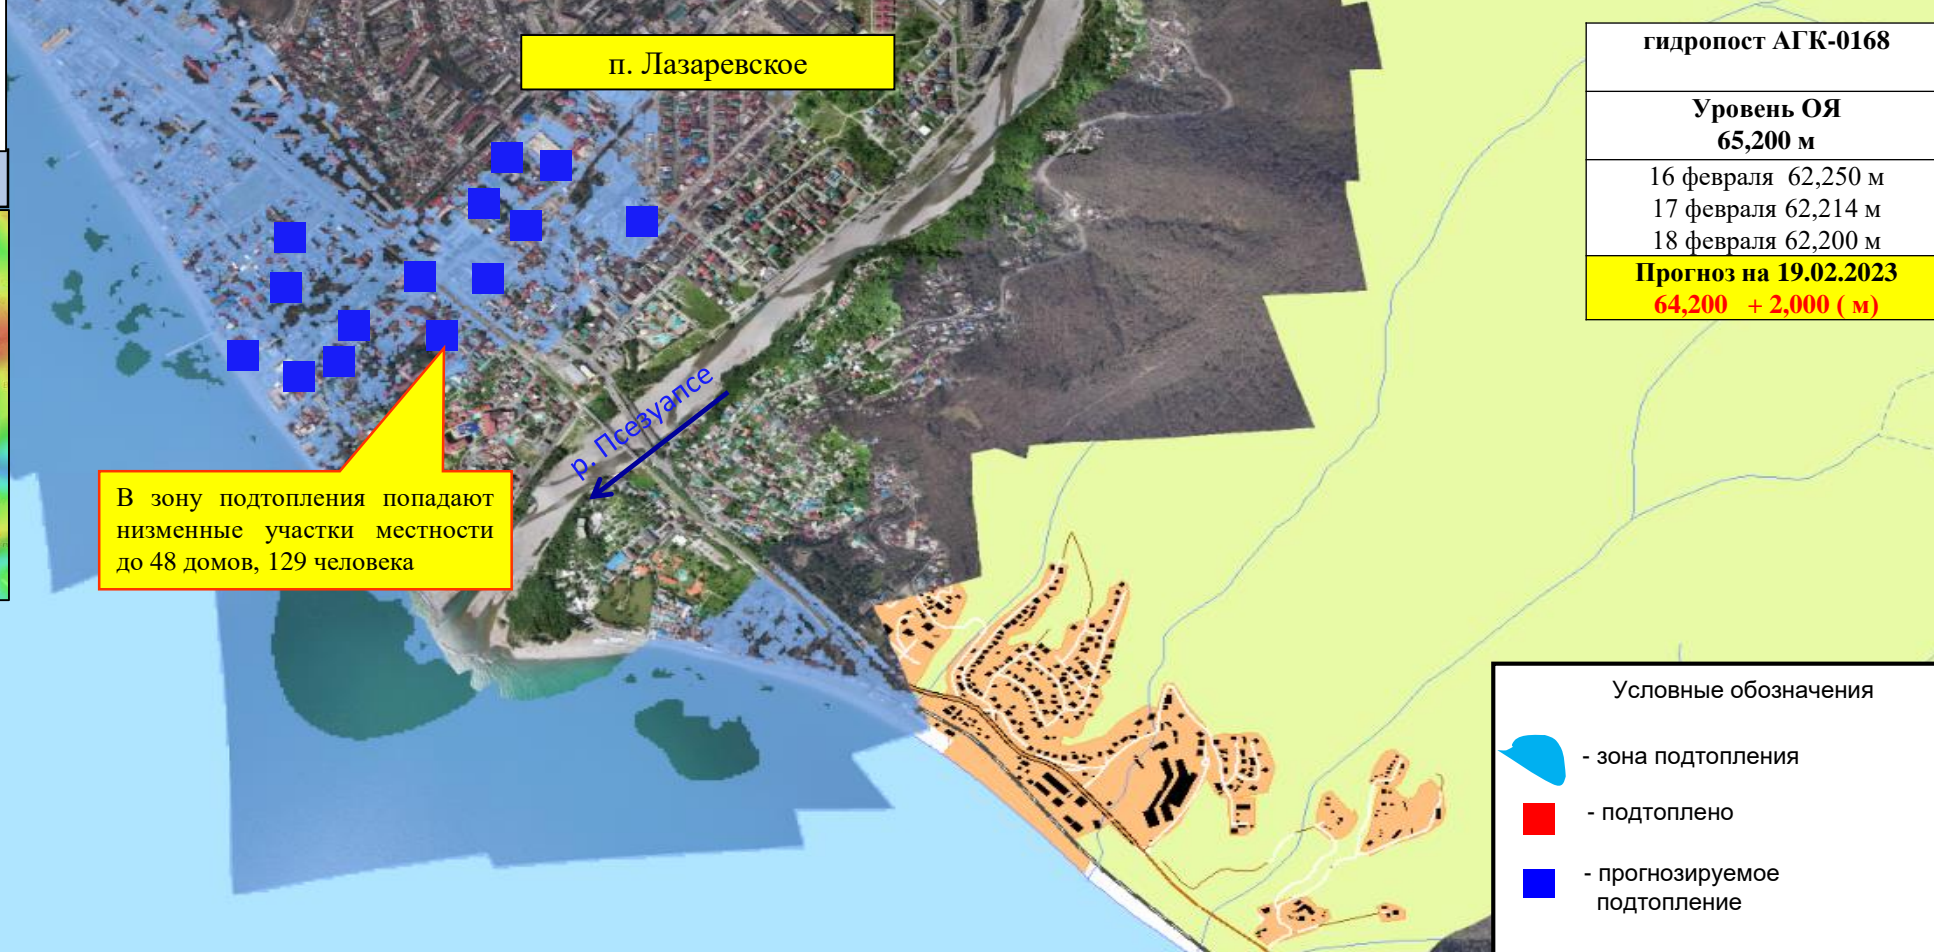 п. Лазаревское
гидропост АГК-0168
Уровень ОЯ
65,200 м
16 февраля 62,250 м
17 февраля 62,214 м
18 февраля 62,200 м
Прогноз на 19.02.2023
64,200 + 2,000 ( м)
р. Псезуапсе
В зону подтопления попадают
низменные участки местности
до 48 домов, 129 человека
Условные обозначения
- зона подтопления
- подтоплено
- прогнозируемое
подтопление